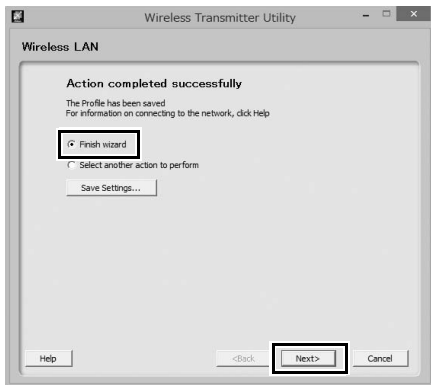 Wireless Transmitter Utility
Wireless LAN
Action completed successfully
The Profile has been saved
For information on connecting to the network, click Help
Finish wizard
Select another action to perform
Save Settings...
Help
<Back
Next>
Cancel